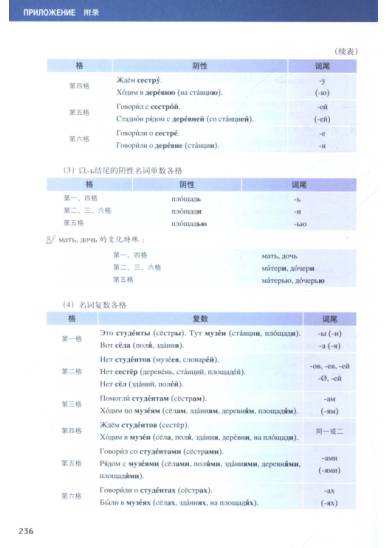 ПРИЛОЖЕНИЕ 附录
(续表)
格 阴性 词尾
第四格 Ждём сестру́. -у
Хо́дим в дере́вню (на ста́нцию). (-ю)
第五格 Говори́л с сестро́й. -ой
Стадио́н ря́дом с дере́вней (со ста́нцией). (-ей)
第六格 Говори́ли о сестре́. -е
Говори́ли о дере́вне (ста́нции). -и
(3) 以-ь结尾的阴性名词单数各格
格 阴性 词尾
第一、四格 пло́щадь -ь
第二、三、六格 пло́щади -и
第五格 пло́щадью -ью
мать, дочь 的变化特殊:
第一、四格 мать, дочь
第二、三、六格 ма́тери, до́чери
第五格 ма́терью, до́черью
(4) 名词复数各格
格 复数 词尾
第一格 Это студе́нты (сёстры). Тут музе́и (ста́нции, пло́щади). -ы (-и)
Вот сёла (поля́, зда́ния). -а (-я)
第二格 Нет студе́нтов (музе́ев, словаре́й). -ов, -ев, -ей
Нет сестёр (дереве́нь, ста́нций, площаде́й). -Ø, -ей
Нет сёл (зда́ний, поле́й).
第三格 Помогли́ студе́нтам (сёстрам). -ам
Хо́дим по музе́ям (сёлам, зда́ниям, деревня́м, площадя́м). (-ям)
第四格 Ждём студе́нтов (сестёр). 同一或二
Хо́дим в музе́и (сёла, поля́, зда́ния, дере́вни, на пло́щади).
第五格 Говори́л со студе́нтами (сёстрами). -ами
Ря́дом с музе́ями (сёлами, поля́ми, зда́ниями, деревня́ми, площадя́ми). (-ями)
第六格 Говори́ли о студе́нтах (сёстрах). -ах
Бы́ли в музе́ях (сёлах, зда́ниях, на площадя́х). (-ях)
236